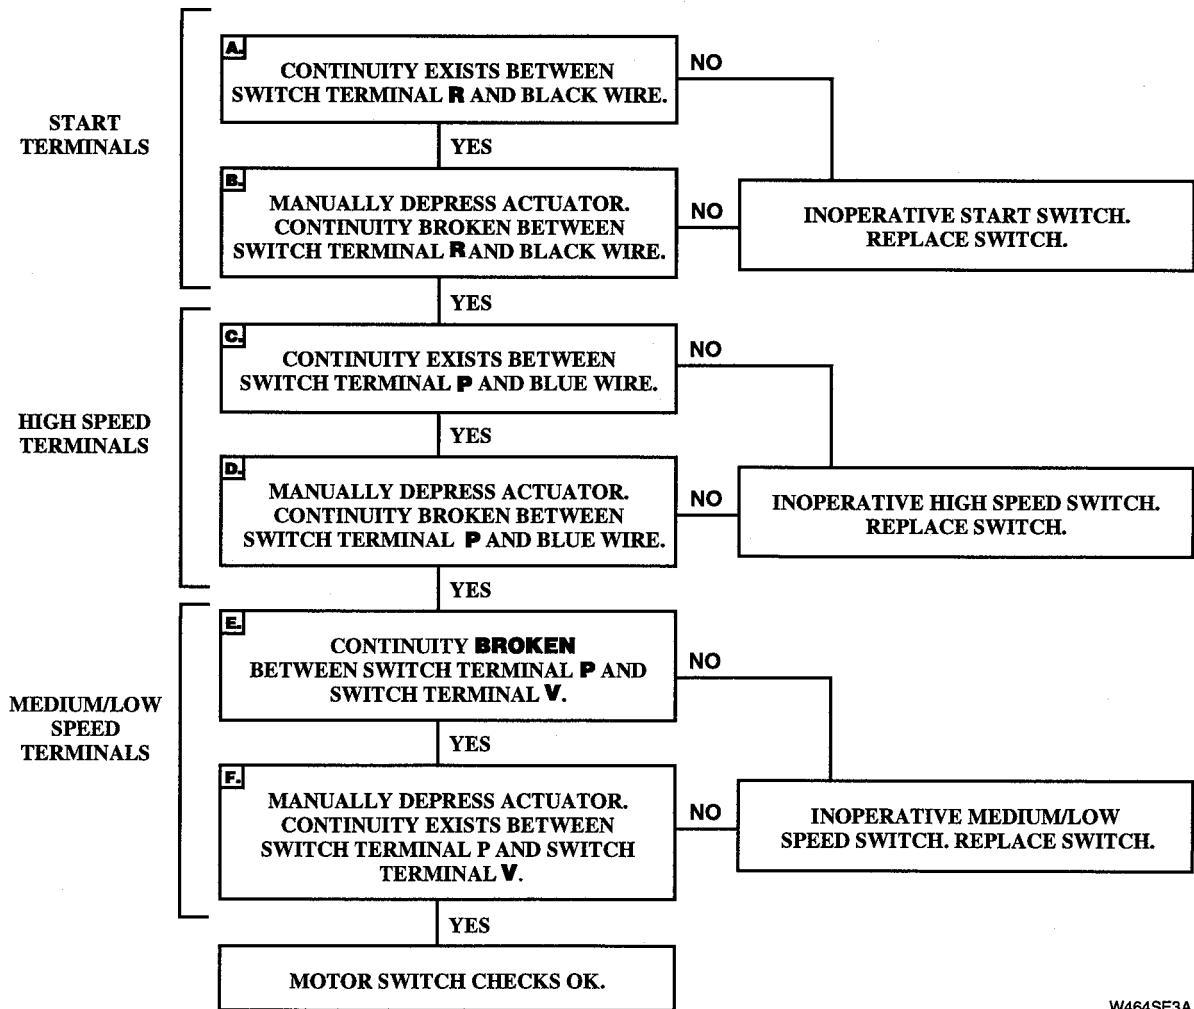 START
TERMINALS
A.
CONTINUITY EXISTS BETWEEN
SWITCH TERMINAL R AND BLACK WIRE.
NO
YES
B.
MANUALLY DEPRESS ACTUATOR.
CONTINUITY BROKEN BETWEEN
SWITCH TERMINAL R AND BLACK WIRE.
NO
INOPERATIVE START SWITCH.
REPLACE SWITCH.
YES
HIGH SPEED
TERMINALS
C.
CONTINUITY EXISTS BETWEEN
SWITCH TERMINAL P AND BLUE WIRE.
NO
YES
D.
MANUALLY DEPRESS ACTUATOR.
CONTINUITY BROKEN BETWEEN
SWITCH TERMINAL P AND BLUE WIRE.
NO
INOPERATIVE HIGH SPEED SWITCH.
REPLACE SWITCH.
YES
MEDIUM/LOW
SPEED
TERMINALS
E.
CONTINUITY BROKEN
BETWEEN SWITCH TERMINAL P AND
SWITCH TERMINAL V.
NO
YES
F.
MANUALLY DEPRESS ACTUATOR.
CONTINUITY EXISTS BETWEEN
SWITCH TERMINAL P AND SWITCH
TERMINAL V.
NO
INOPERATIVE MEDIUM/LOW
SPEED SWITCH. REPLACE SWITCH.
YES
MOTOR SWITCH CHECKS OK.
W464SE3A